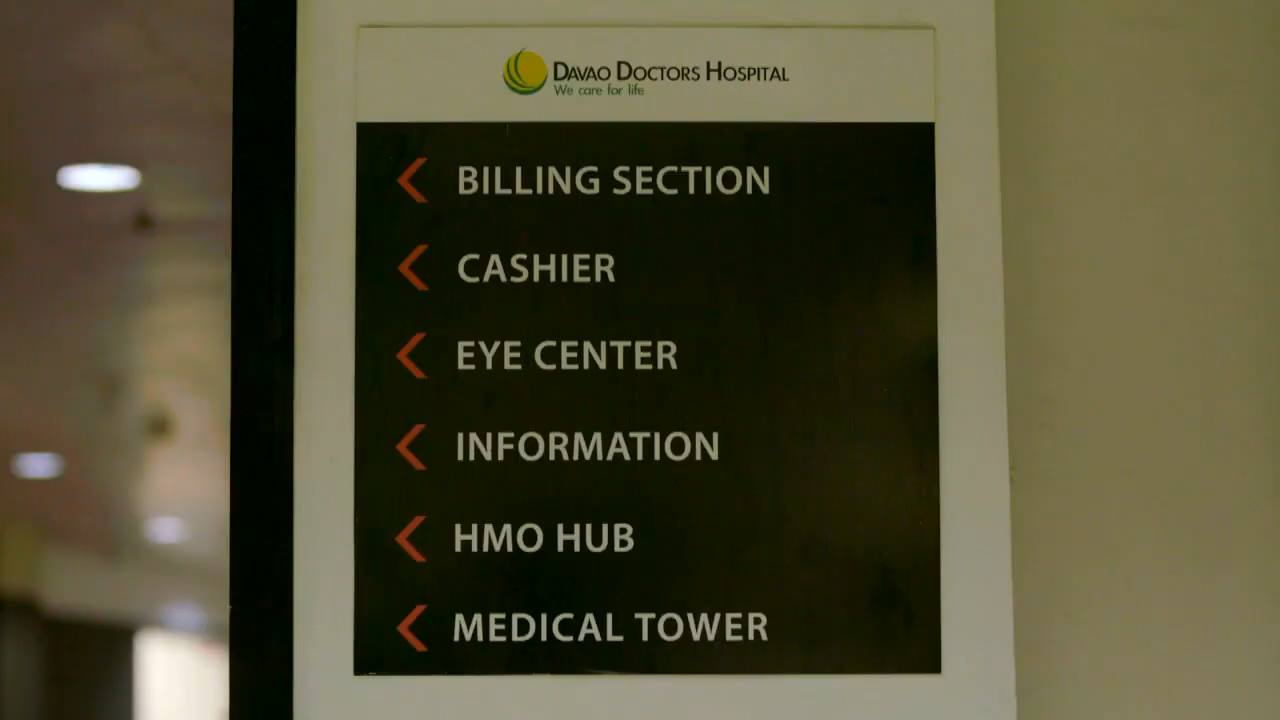 DAVAO DOCTORS HOSPITAL
We care for life
BILLING SECTION
CASHIER
EYE CENTER
INFORMATION
HMO HUB
MEDICAL TOWER